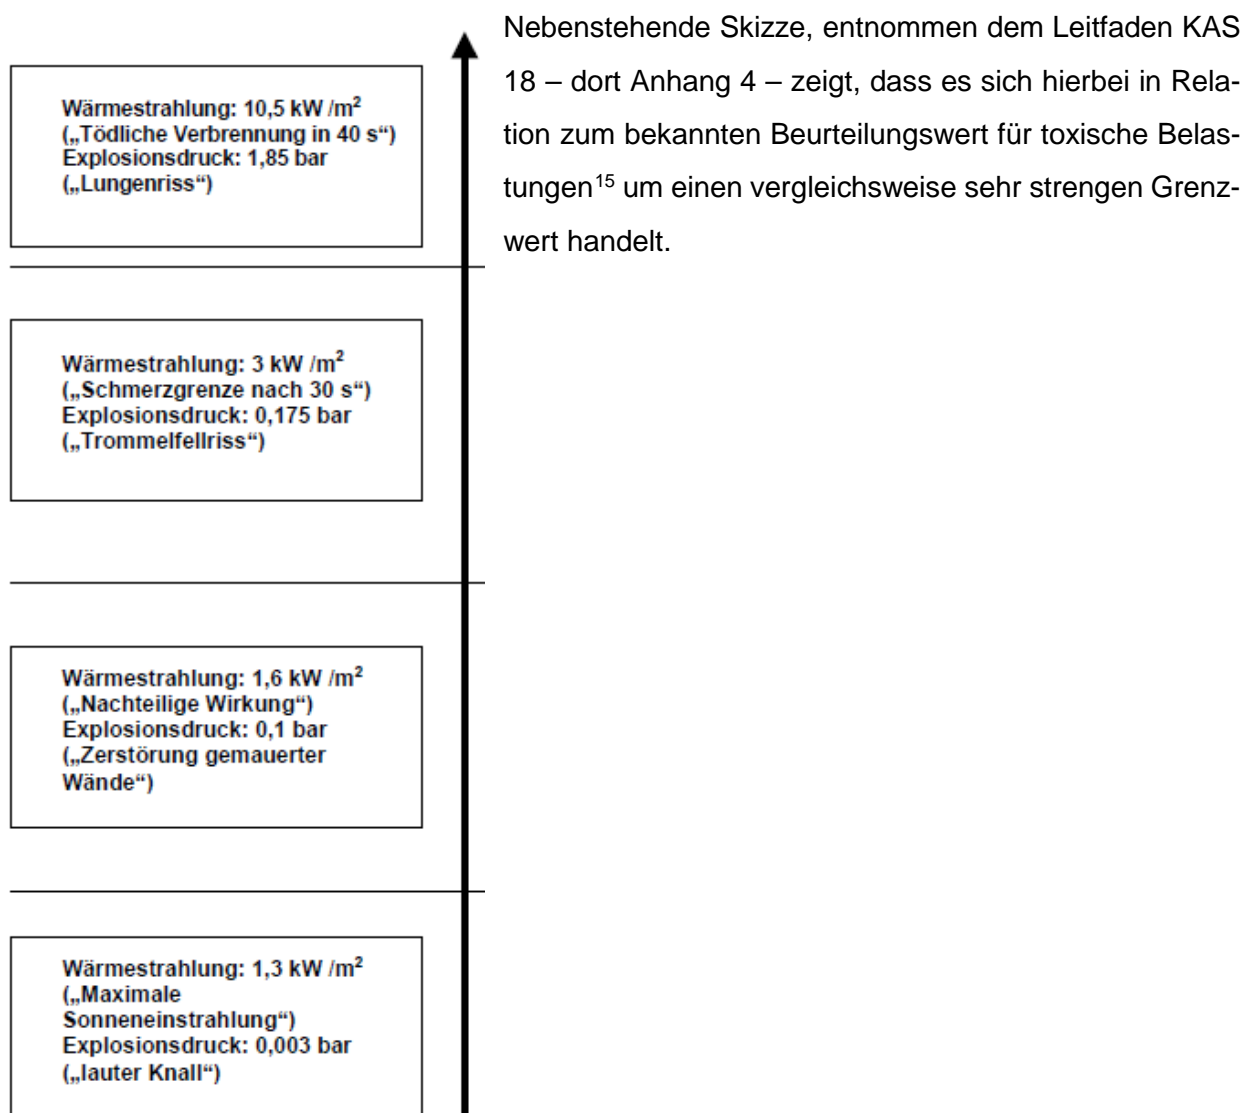 Nebenstehende Skizze, entnommen dem Leitfaden KAS
18 – dort Anhang 4 – zeigt, dass es sich hierbei in Rela-
tion zum bekannten Beurteilungswert für toxische Belas-
tungen¹⁵ um einen vergleichsweise sehr strengen Grenz-
wert handelt.
Wärmestrahlung: 10,5 kW /m²
(„Tödliche Verbrennung in 40 s“)
Explosionsdruck: 1,85 bar
(„Lungenriss“)
Wärmestrahlung: 3 kW /m²
(„Schmerzgrenze nach 30 s“)
Explosionsdruck: 0,175 bar
(„Trommelfellriss“)
Wärmestrahlung: 1,6 kW /m²
(„Nachteilige Wirkung“)
Explosionsdruck: 0,1 bar
(„Zerstörung gemauerter
Wände“)
Wärmestrahlung: 1,3 kW /m²
(„Maximale
Sonneneinstrahlung“)
Explosionsdruck: 0,003 bar
(„lauter Knall“)